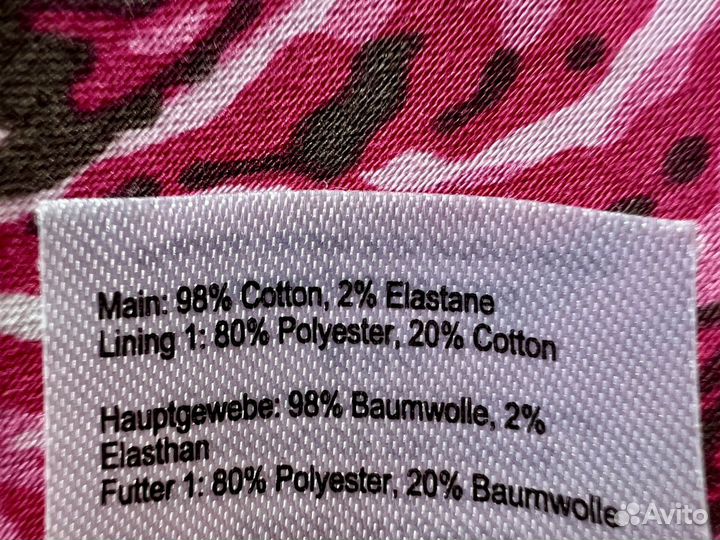 Main: 98% Cotton, 2% Elastane
Lining 1: 80% Polyester, 20% Cotton
Hauptgewebe: 98% Baumwolle, 2%
Elasthan
Futter 1: 80% Polyester, 20% Baumwolle
Avito